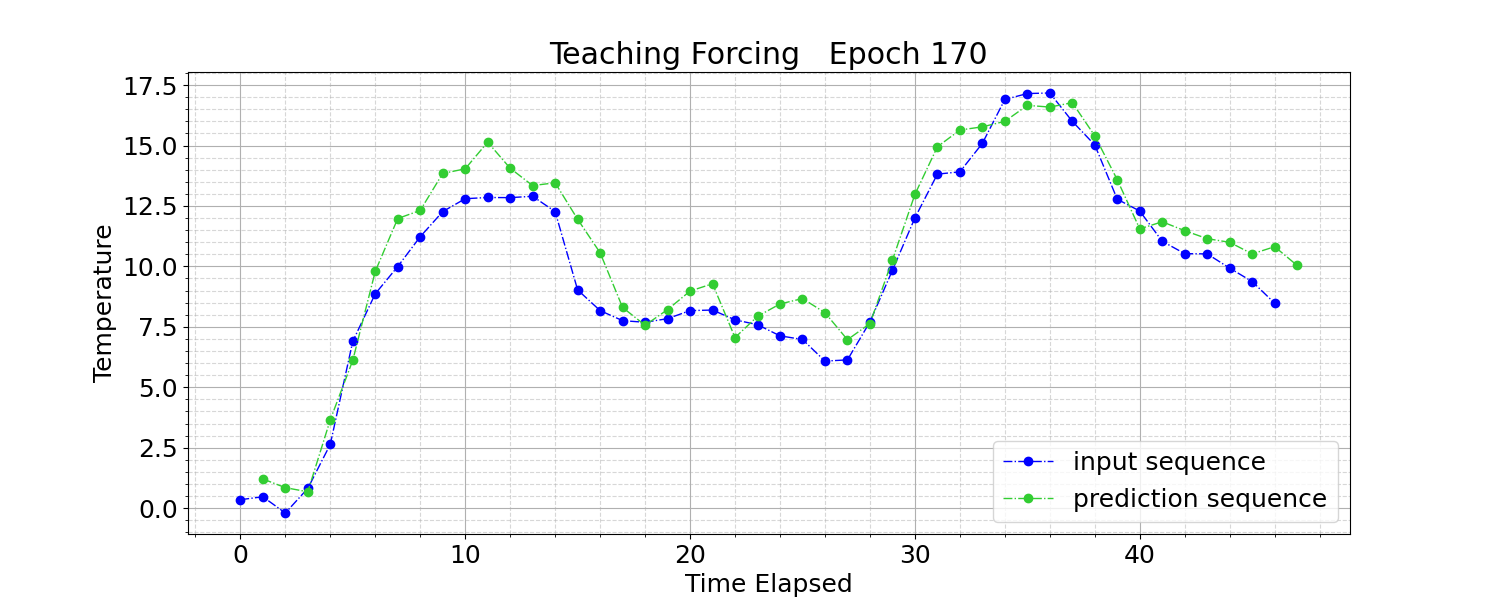 Teaching Forcing   Epoch 170
17.5
15.0
12.5
10.0
7.5
5.0
2.5
0.0
Temperature
input sequence
prediction sequence
0 10 20 30 40
Time Elapsed